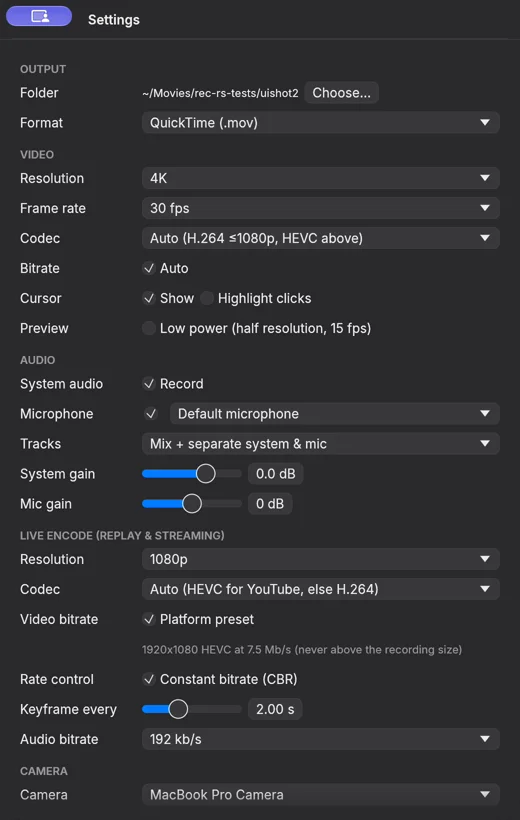 Settings
OUTPUT
Folder ~/Movies/rec-rs-tests/uishot2 Choose...
Format QuickTime (.mov)
VIDEO
Resolution 4K
Frame rate 30 fps
Codec Auto (H.264 ≤1080p, HEVC above)
Bitrate Auto
Cursor Show Highlight clicks
Preview Low power (half resolution, 15 fps)
AUDIO
System audio Record
Microphone Default microphone
Tracks Mix + separate system & mic
System gain 0.0 dB
Mic gain 0 dB
LIVE ENCODE (REPLAY & STREAMING)
Resolution 1080p
Codec Auto (HEVC for YouTube, else H.264)
Video bitrate Platform preset
1920x1080 HEVC at 7.5 Mb/s (never above the recording size)
Rate control Constant bitrate (CBR)
Keyframe every 2.00 s
Audio bitrate 192 kb/s
CAMERA
Camera MacBook Pro Camera